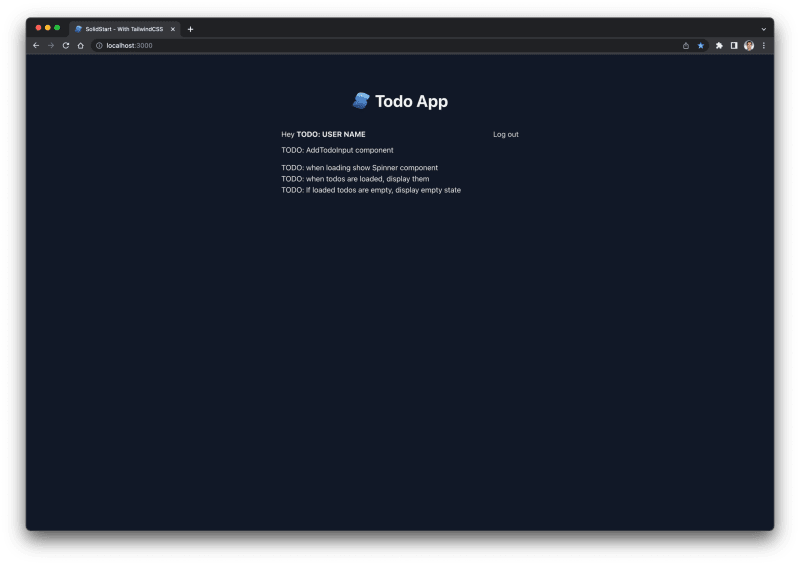 SolidStart - With TailwindCSS
localhost:3000
Todo App
Hey TODO: USER NAME
Log out
TODO: AddTodoInput component
TODO: when loading show Spinner component
TODO: when todos are loaded, display them
TODO: If loaded todos are empty, display empty state